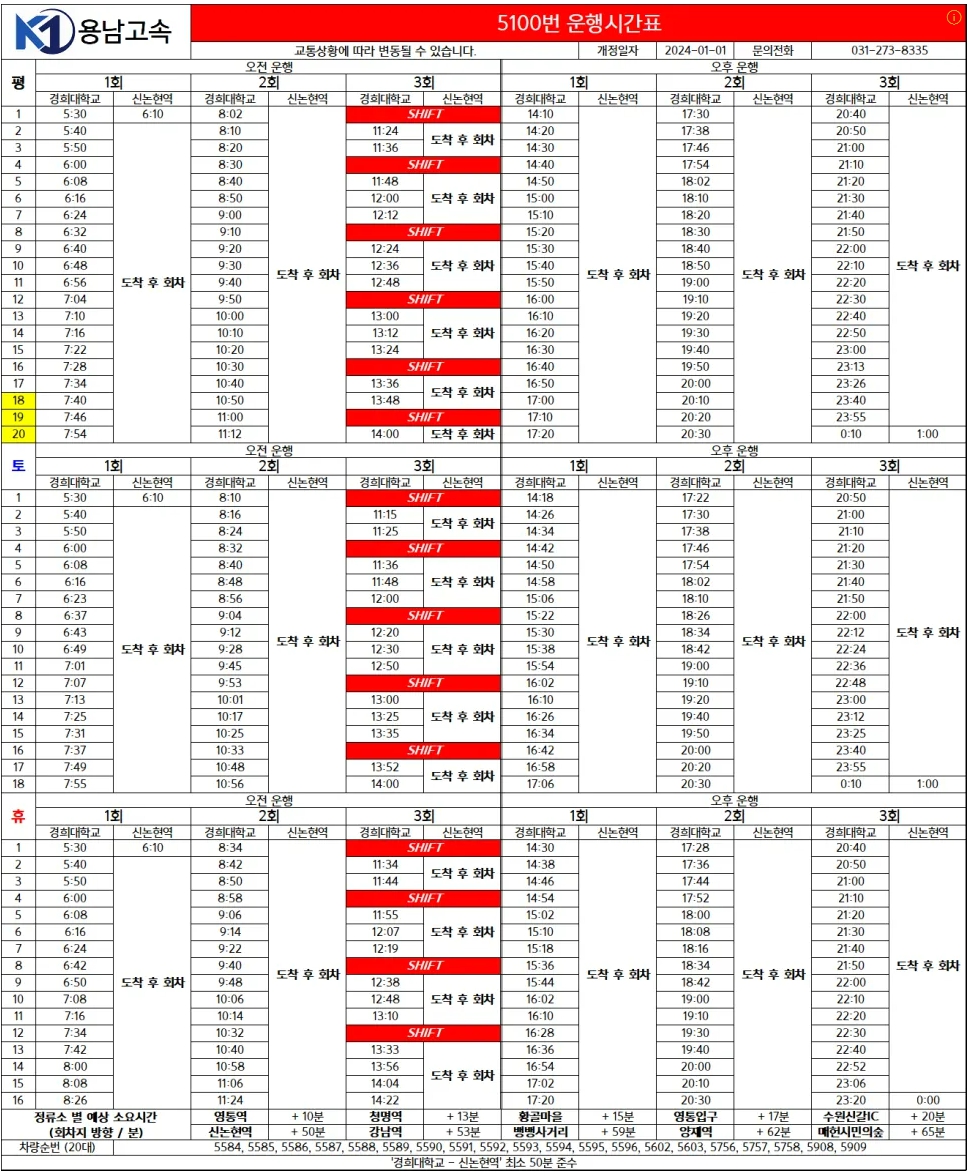 K1 용남고속 5100번 운행시간표
교통상황에 따라 변동될 수 있습니다. 개정일자 2024-01-01 문의전화 031-273-8335
평 오전 운행 오후 운행
1회 2회 3회 1회 2회 3회
경희대학교 신논현역 경희대학교 신논현역 경희대학교 신논현역 경희대학교 신논현역 경희대학교 신논현역 경희대학교 신논현역
1 5:30 6:10 8:02 SHIFT 14:10 17:30 20:40
2 5:40 8:10 11:24 도착 후 회차 14:20 17:38 20:50
3 5:50 8:20 11:36 14:30 17:46 21:00
4 6:00 8:30 SHIFT 14:40 17:54 21:10
5 6:08 8:40 11:48 14:50 18:02 21:20
6 6:16 8:50 12:00 도착 후 회차 15:00 18:10 21:30
7 6:24 9:00 12:12 15:10 18:20 21:40
8 6:32 9:10 SHIFT 15:20 18:30 21:50
9 6:40 9:20 12:24 15:30 18:40 22:00
10 6:48 9:30 12:36 도착 후 회차 15:40 18:50 22:10 도착 후 회차
11 6:56 도착 후 회차 9:40 도착 후 회차 12:48 15:50 도착 후 회차 19:00 도착 후 회차 22:20
12 7:04 9:50 SHIFT 16:00 19:10 22:30
13 7:10 10:00 13:00 16:10 19:20 22:40
14 7:16 10:10 13:12 도착 후 회차 16:20 19:30 22:50
15 7:22 10:20 13:24 16:30 19:40 23:00
16 7:28 10:30 SHIFT 16:40 19:50 23:13
17 7:34 10:40 13:36 도착 후 회차 16:50 20:00 23:26
18 7:40 10:50 13:48 17:00 20:10 23:40
19 7:46 11:00 SHIFT 17:10 20:20 23:55
20 7:54 11:12 14:00 도착 후 회차 17:20 20:30 0:10 1:00
토 오전 운행 오후 운행
1회 2회 3회 1회 2회 3회
경희대학교 신논현역 경희대학교 신논현역 경희대학교 신논현역 경희대학교 신논현역 경희대학교 신논현역 경희대학교 신논현역
1 5:30 6:10 8:10 SHIFT 14:18 17:22 20:50
2 5:40 8:16 11:15 도착 후 회차 14:26 17:30 21:00
3 5:50 8:24 11:25 14:34 17:38 21:10
4 6:00 8:32 SHIFT 14:42 17:46 21:20
5 6:08 8:40 11:36 14:50 17:54 21:30
6 6:16 8:48 11:48 도착 후 회차 14:58 18:02 21:40
7 6:23 8:56 12:00 15:06 18:10 21:50
8 6:37 9:04 SHIFT 15:22 18:26 22:00
9 6:43 9:12 12:20 15:30 18:34 22:12 도착 후 회차
10 6:49 도착 후 회차 9:28 도착 후 회차 12:30 도착 후 회차 15:38 도착 후 회차 18:42 도착 후 회차 22:24
11 7:01 9:45 12:50 15:54 19:00 22:36
12 7:07 9:53 SHIFT 16:02 19:10 22:48
13 7:13 10:01 13:00 16:10 19:20 23:00
14 7:25 10:17 13:25 도착 후 회차 16:26 19:40 23:12
15 7:31 10:25 13:35 16:34 19:50 23:25
16 7:37 10:33 SHIFT 16:42 20:00 23:40
17 7:49 10:48 13:52 도착 후 회차 16:58 20:20 23:55
18 7:55 10:56 14:00 17:06 20:30 0:10 1:00
휴 오전 운행 오후 운행
1회 2회 3회 1회 2회 3회
경희대학교 신논현역 경희대학교 신논현역 경희대학교 신논현역 경희대학교 신논현역 경희대학교 신논현역 경희대학교 신논현역
1 5:30 6:10 8:34 SHIFT 14:30 17:28 20:40
2 5:40 8:42 11:34 도착 후 회차 14:38 17:36 20:50
3 5:50 8:50 11:44 14:46 17:44 21:00
4 6:00 8:58 SHIFT 14:54 17:52 21:10
5 6:08 9:06 11:55 15:02 18:00 21:20
6 6:16 9:14 12:07 도착 후 회차 15:10 18:08 21:30
7 6:24 9:22 12:19 15:18 18:16 21:40
8 6:42 9:40 SHIFT 15:36 18:34 21:50 도착 후 회차
9 6:50 도착 후 회차 9:48 도착 후 회차 12:38 15:44 도착 후 회차 18:42 도착 후 회차 22:00
10 7:08 10:06 12:48 도착 후 회차 16:02 19:00 22:10
11 7:16 10:14 13:10 16:10 19:10 22:20
12 7:34 10:32 SHIFT 16:28 19:30 22:30
13 7:42 10:40 13:33 16:36 19:40 22:40
14 8:00 10:58 13:56 도착 후 회차 16:54 20:00 22:52
15 8:08 11:06 14:04 17:02 20:10 23:06
16 8:26 11:24 14:22 17:20 20:30 23:20 0:00
정류소 별 예상 소요시간 영통역 + 10분 청명역 + 13분 황골마을 + 15분 영통입구 + 17분 수원신갈IC + 20분
(회차지 방향 / 분) 신논현역 + 50분 강남역 + 53분 뱅뱅사거리 + 59분 양재역 + 62분 매헌시민의숲 + 65분
차량순번 (20대) 5584, 5585, 5586, 5587, 5588, 5589, 5590, 5591, 5592, 5593, 5594, 5595, 5596, 5602, 5603, 5756, 5757, 5758, 5908, 5909
'경희대학교 - 신논현역' 최소 50분 준수